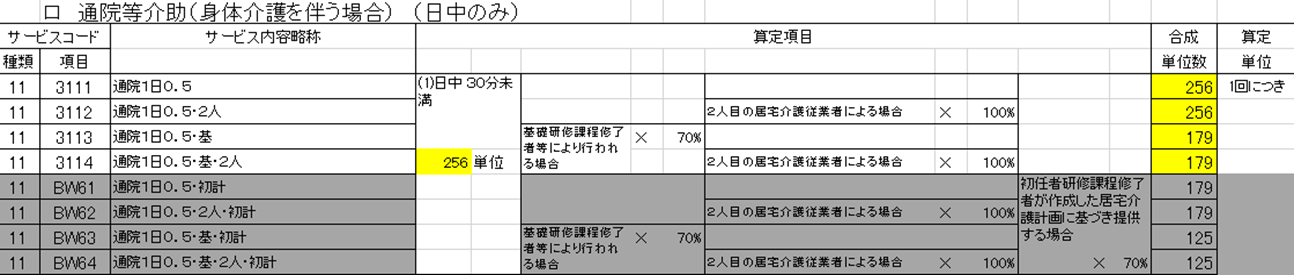 ロ 通院等介助(身体介護を伴う場合) (日中のみ)
サービスコード サービス内容略称 算定項目 合成 算定
種類 項目 単位数 単位
11 3111 通院1日0.5 (1)日中 30分未 256 1回につき
満
11 3112 通院1日0.5・2人 2人目の居宅介護従業者による場合 × 100% 256
11 3113 通院1日0.5・基 基礎研修課程修了 × 70% 179
者等により行われ
11 3114 通院1日0.5・基・2人 256 単位 る場合 2人目の居宅介護従業者による場合 × 100% 179
11 BW61 通院1日0.5・初計 初任者研修課程修了 179
者が作成した居宅介
11 BW62 通院1日0.5・2人・初計 2人目の居宅介護従業者による場合 × 100% 護計画に基づき提供 179
11 BW63 通院1日0.5・基・初計 基礎研修課程修了 × 70% する場合 125
者等により行われ
11 BW64 通院1日0.5・基・2人・初計 る場合 2人目の居宅介護従業者による場合 × 100% × 70% 125